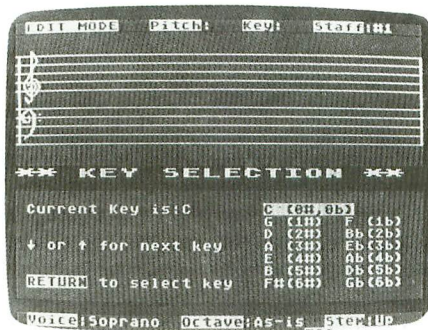 EDIT MODE Pitch: Key: Staff:#1
** KEY SELECTION **
Current Key is:C
↓ or ↑ for next key
RETURN to select key
C (0#,0b)
G (1#) F (1b)
D (2#) Bb(2b)
A (3#) Eb(3b)
E (4#) Ab(4b)
B (5#) Db(5b)
F#(6#) Gb(6b)
Voice:Soprano Octave:As-is Stem:Up